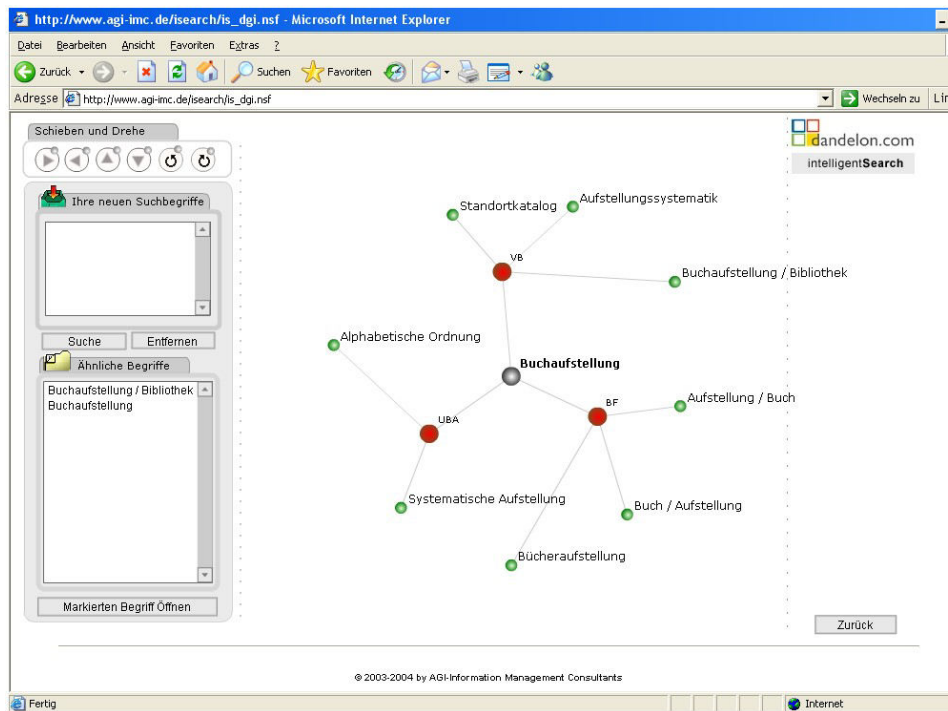 http://www.agi-imc.de/isearch/is_dgi.nsf - Microsoft Internet Explorer
Datei Bearbeiten Ansicht Favoriten Extras ?
Zurück Suchen Favoriten
Adresse http://www.agi-imc.de/isearch/is_dgi.nsf Wechseln zu
Schieben und Drehe
dandelon.com
intelligentSearch
Ihre neuen Suchbegriffe
Suche Entfernen
Ähnliche Begriffe
Buchaufstellung / Bibliothek
Buchaufstellung
Markierten Begriff Öffnen
Standortkatalog
Aufstellungssystematik
VB
Buchaufstellung / Bibliothek
Alphabetische Ordnung
Buchaufstellung
Aufstellung / Buch
BF
UBA
Systematische Aufstellung
Buch / Aufstellung
Bücheraufstellung
Zurück
© 2003-2004 by AGI-Information Management Consultants
Fertig Internet